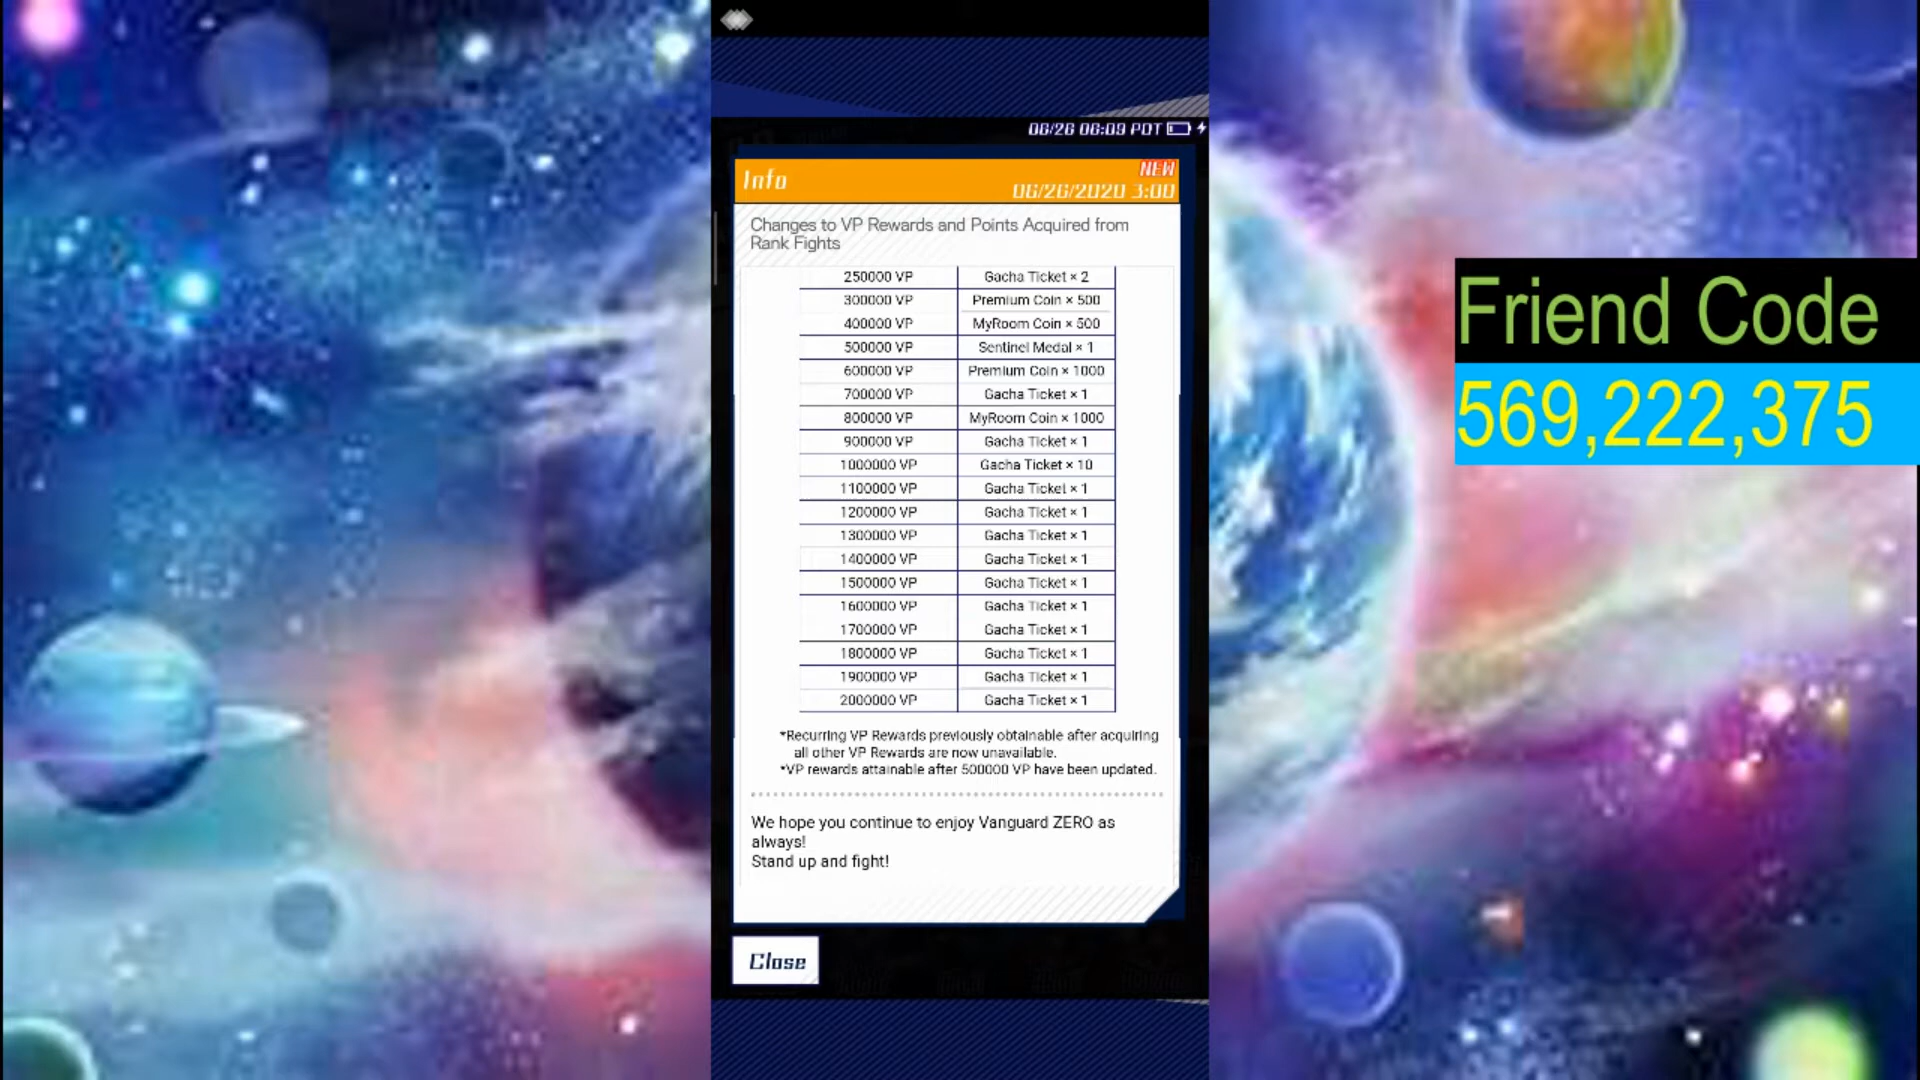 06/26 06:09 PDT
Info
NEW
06/26/2020 3:00
Changes to VP Rewards and Points Acquired from
Rank Fights
250000 VP Gacha Ticket × 2
300000 VP Premium Coin × 500
400000 VP MyRoom Coin × 500
500000 VP Sentinel Medal × 1
600000 VP Premium Coin × 1000
700000 VP Gacha Ticket × 1
800000 VP MyRoom Coin × 1000
900000 VP Gacha Ticket × 1
1000000 VP Gacha Ticket × 10
1100000 VP Gacha Ticket × 1
1200000 VP Gacha Ticket × 1
1300000 VP Gacha Ticket × 1
1400000 VP Gacha Ticket × 1
1500000 VP Gacha Ticket × 1
1600000 VP Gacha Ticket × 1
1700000 VP Gacha Ticket × 1
1800000 VP Gacha Ticket × 1
1900000 VP Gacha Ticket × 1
2000000 VP Gacha Ticket × 1
*Recurring VP Rewards previously obtainable after acquiring
all other VP Rewards are now unavailable.
*VP rewards attainable after 500000 VP have been updated.
We hope you continue to enjoy Vanguard ZERO as
always!
Stand up and fight!
Close
Friend Code
569,222,375